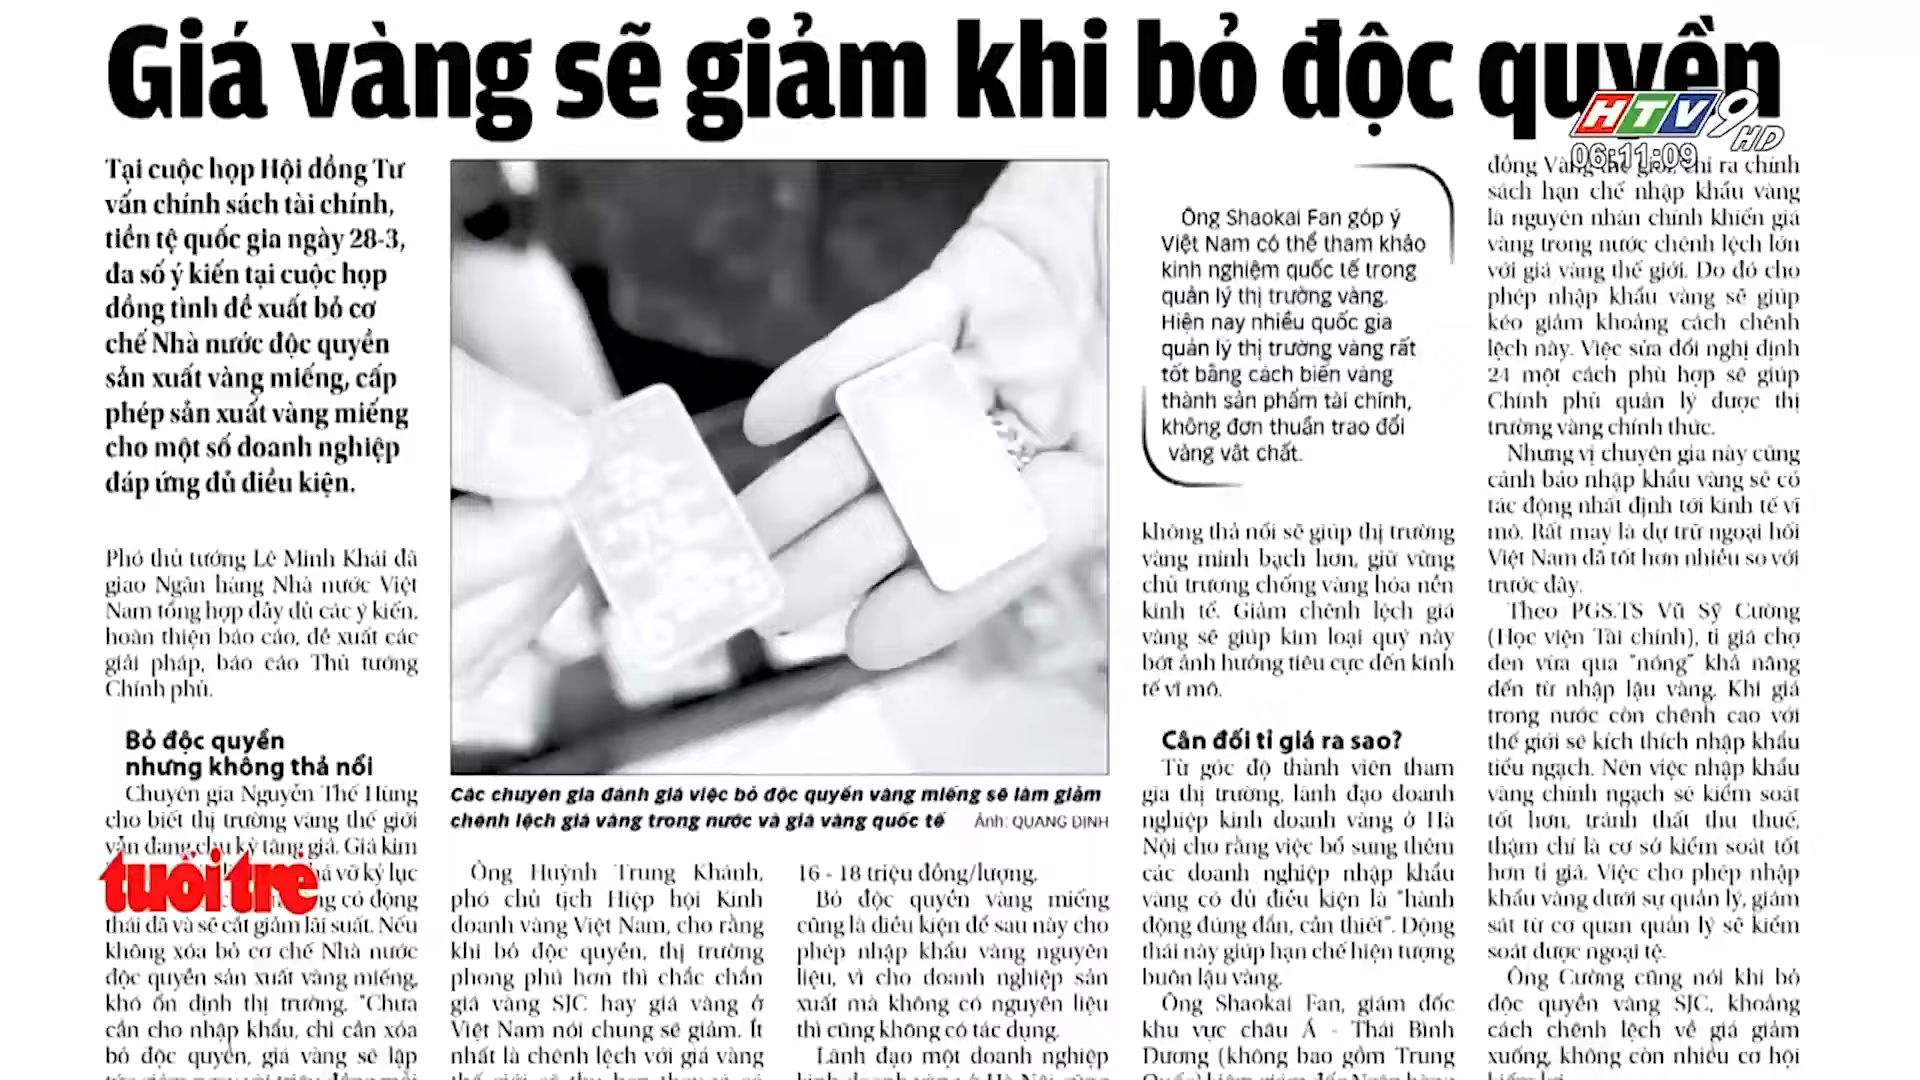 Giá vàng sẽ giảm khi bỏ độc quyền
HTV9 HD
06:11:09
Tại cuộc họp Hội đồng Tư
vấn chính sách tài chính,
tiền tệ quốc gia ngày 28-3,
đa số ý kiến tại cuộc họp
đồng tình đề xuất bỏ cơ
chế Nhà nước độc quyền
sản xuất vàng miếng, cấp
phép sản xuất vàng miếng
cho một số doanh nghiệp
đáp ứng đủ điều kiện.
Phó thủ tướng Lê Minh Khái đã
giao Ngân hàng Nhà nước Việt
Nam tổng hợp đầy đủ các ý kiến,
hoàn thiện báo cáo, đề xuất các
giải pháp, báo cáo Thủ tướng
Chính phủ.
Bỏ độc quyền
nhưng không thả nổi
Chuyên gia Nguyễn Thế Hùng
cho biết thị trường vàng thế giới
vẫn đang chu kỳ tăng giá. Giá kim
vỡ kỷ lục
tuổi trẻ
có động
thái đã và sẽ cắt giảm lãi suất. Nếu
không xóa bỏ cơ chế Nhà nước
độc quyền sản xuất vàng miếng,
khó ổn định thị trường. "Chưa
cần cho nhập khẩu, chỉ cần xóa
bỏ độc quyền, giá vàng sẽ lập
Các chuyên gia đánh giá việc bỏ độc quyền vàng miếng sẽ làm giảm
chênh lệch giá vàng trong nước và giá vàng quốc tế Ảnh: QUANG ĐỊNH
Ông Huỳnh Trung Khánh,
phó chủ tịch Hiệp hội Kinh
doanh vàng Việt Nam, cho rằng
khi bỏ độc quyền, thị trường
phong phú hơn thì chắc chắn
giá vàng SJC hay giá vàng ở
Việt Nam nói chung sẽ giảm. Ít
nhất là chênh lệch với giá vàng
16 - 18 triệu đồng/lượng.
Bỏ độc quyền vàng miếng
cũng là điều kiện để sau này cho
phép nhập khẩu vàng nguyên
liệu, vì cho doanh nghiệp sản
xuất mà không có nguyên liệu
thì cũng không có tác dụng.
Lãnh đạo một doanh nghiệp
Ông Shaokai Fan góp ý
Việt Nam có thể tham khảo
kinh nghiệm quốc tế trong
quản lý thị trường vàng.
Hiện nay nhiều quốc gia
quản lý thị trường vàng rất
tốt bằng cách biến vàng
thành sản phẩm tài chính,
không đơn thuần trao đổi
vàng vật chất.
không thả nổi sẽ giúp thị trường
vàng minh bạch hơn, giữ vững
chủ trương chống vàng hóa nền
kinh tế. Giảm chênh lệch giá
vàng sẽ giúp kim loại quý này
bớt ảnh hưởng tiêu cực đến kinh
tế vĩ mô.
Cân đối tỉ giá ra sao?
Từ góc độ thành viên tham
gia thị trường, lãnh đạo doanh
nghiệp kinh doanh vàng ở Hà
Nội cho rằng việc bổ sung thêm
các doanh nghiệp nhập khẩu
vàng có đủ điều kiện là "hành
động đúng đắn, cần thiết". Động
thái này giúp hạn chế hiện tượng
buôn lậu vàng.
Ông Shaokai Fan, giám đốc
khu vực châu Á - Thái Bình
Dương (không bao gồm Trung
đồng Vàng thế giới, chỉ ra chính
sách hạn chế nhập khẩu vàng
là nguyên nhân chính khiến giá
vàng trong nước chênh lệch lớn
với giá vàng thế giới. Do đó cho
phép nhập khẩu vàng sẽ giúp
kéo giảm khoảng cách chênh
lệch này. Việc sửa đổi nghị định
24 một cách phù hợp sẽ giúp
Chính phủ quản lý được thị
trường vàng chính thức.
Nhưng vị chuyên gia này cũng
cảnh báo nhập khẩu vàng sẽ có
tác động nhất định tới kinh tế vĩ
mô. Rất may là dự trữ ngoại hối
Việt Nam đã tốt hơn nhiều so với
trước đây.
Theo PGS.TS Vũ Sỹ Cường
(Học viện Tài chính), tỉ giá chợ
đen vừa qua "nóng" khả năng
đến từ nhập lậu vàng. Khi giá
trong nước còn chênh cao với
thế giới sẽ kích thích nhập khẩu
tiểu ngạch. Nên việc nhập khẩu
vàng chính ngạch sẽ kiểm soát
tốt hơn, tránh thất thu thuế,
thậm chí là cơ sở kiểm soát tốt
hơn tỉ giá. Việc cho phép nhập
khẩu vàng dưới sự quản lý, giám
sát từ cơ quan quản lý sẽ kiểm
soát được ngoại tệ.
Ông Cường cũng nói khi bỏ
độc quyền vàng SJC, khoảng
cách chênh lệch về giá giảm
xuống, không còn nhiều cơ hội